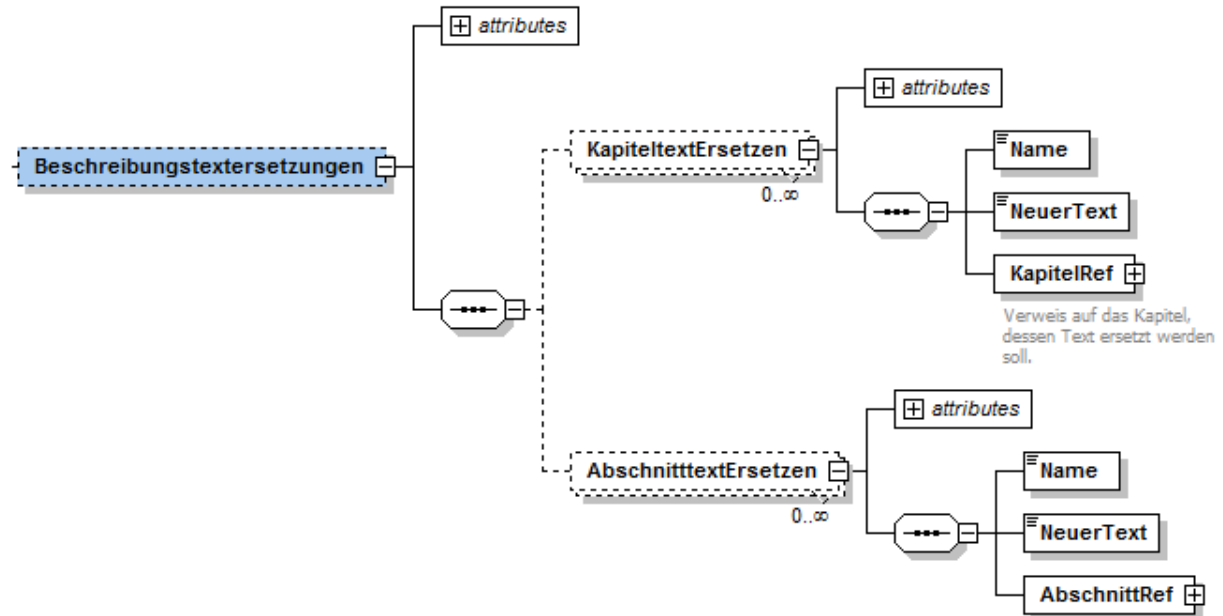 attributes
Beschreibungstextersetzungen
KapiteltextErsetzen
0..∞
attributes
Name
NeuerText
KapitelRef
Verweis auf das Kapitel,
dessen Text ersetzt werden
soll.
AbschnitttextErsetzen
0..∞
attributes
Name
NeuerText
AbschnittRef